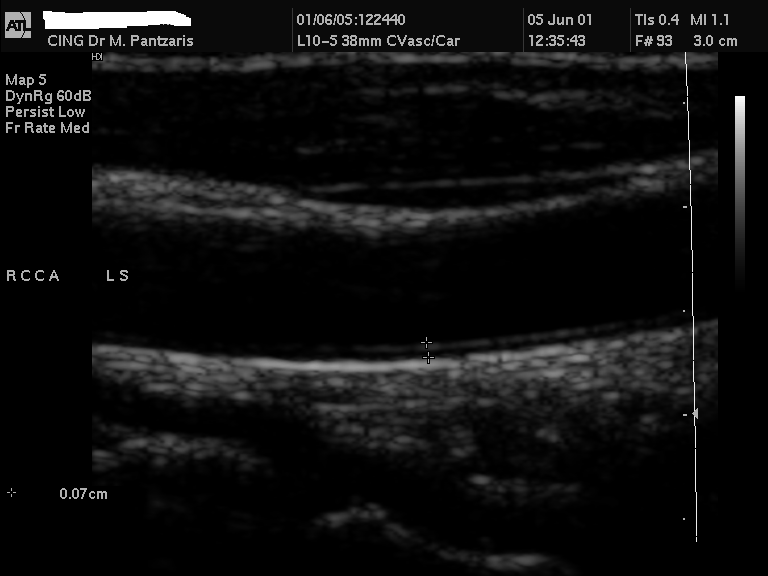 ATL
01/06/05:122440
05 Jun 01
TIs 0.4 MI 1.1
CING Dr M. Pantzaris
L10-5 38mm CVasc/Car
12:35:43
F# 93 3.0 cm
HDI
Map 5
DynRg 60dB
Persist Low
Fr Rate Med
RCCA LS
0.07cm